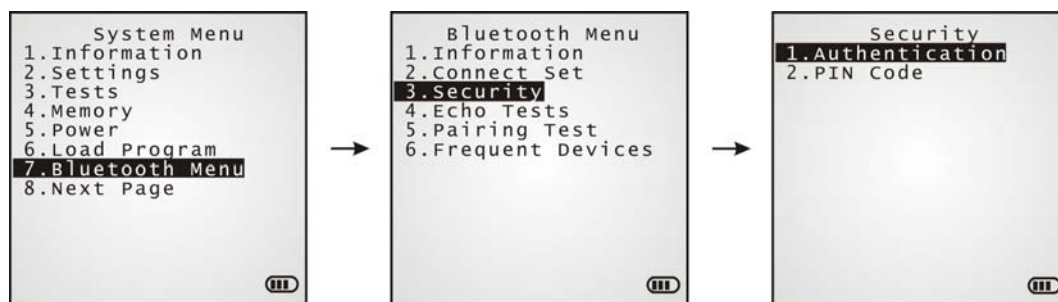 System Menu
1.Information
2.Settings
3.Tests
4.Memory
5.Power
6.Load Program
7.Bluetooth Menu
8.Next Page
Bluetooth Menu
1.Information
2.Connect Set
3.Security
4.Echo Tests
5.Pairing Test
6.Frequent Devices
Security
1.Authentication
2.PIN Code